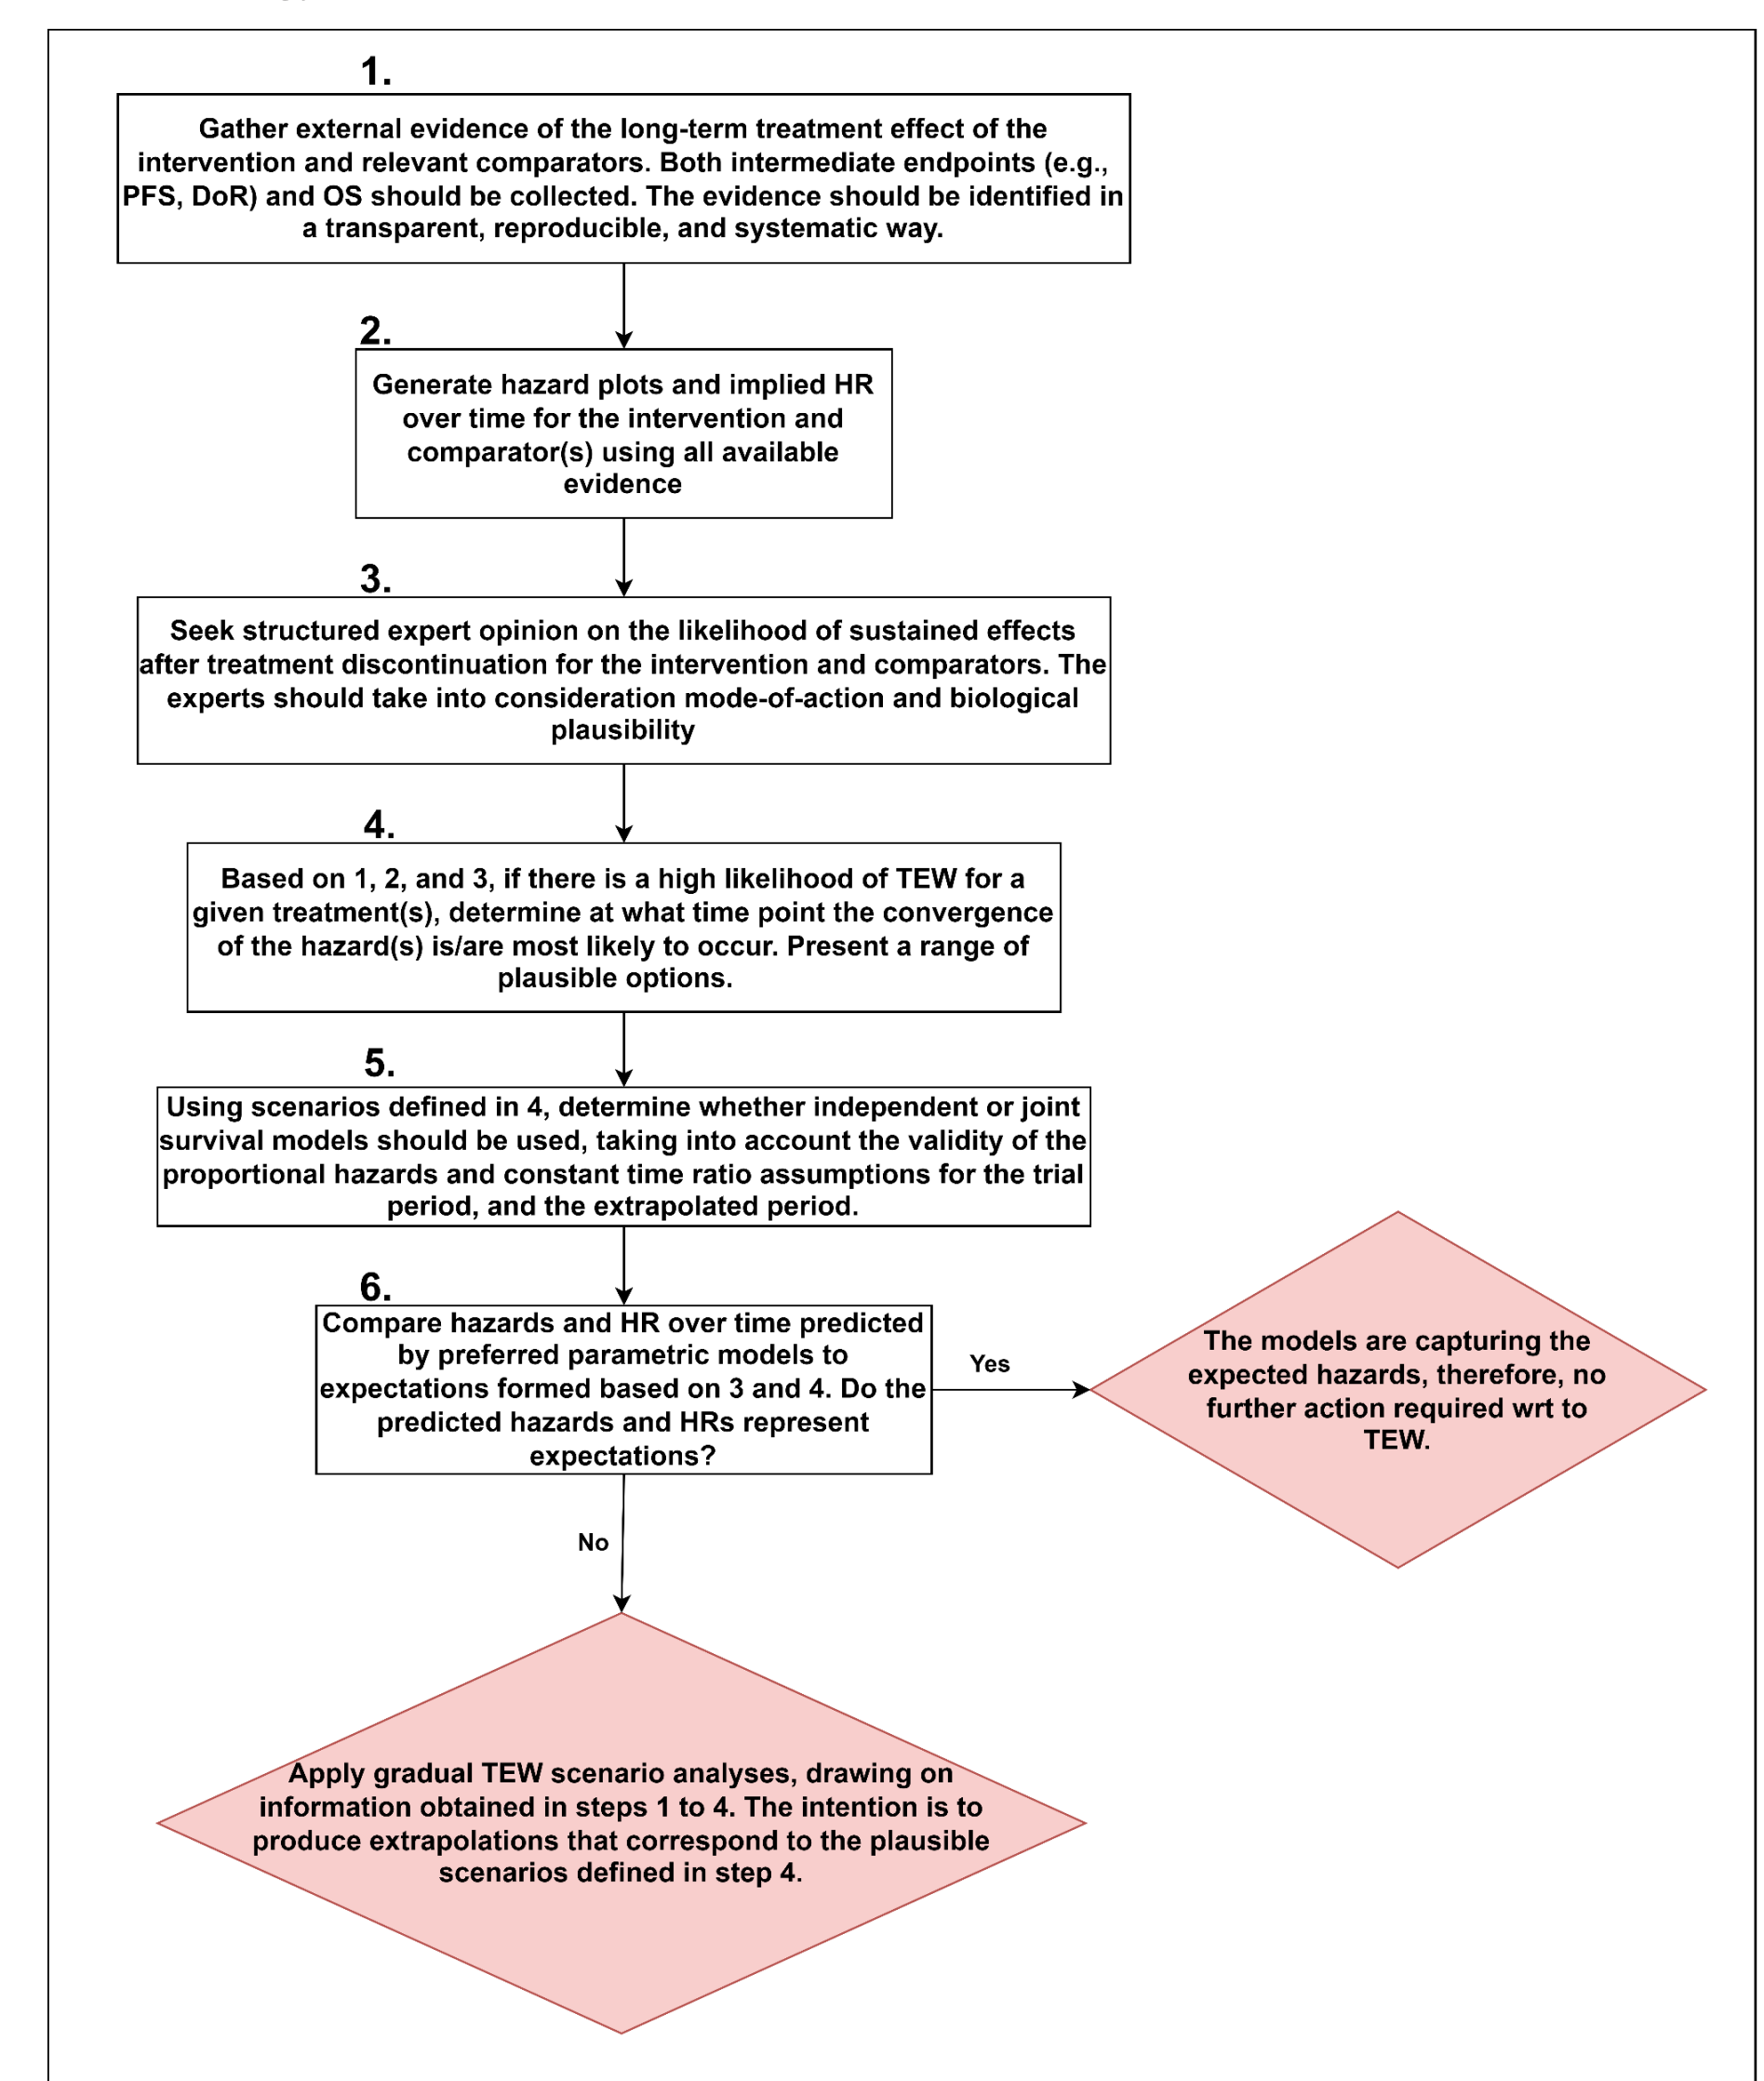 1.
Gather external evidence of the long-term treatment effect of the
intervention and relevant comparators. Both intermediate endpoints (e.g.,
PFS, DoR) and OS should be collected. The evidence should be identified in
a transparent, reproducible, and systematic way.
2.
Generate hazard plots and implied HR
over time for the intervention and
comparator(s) using all available
evidence
3.
Seek structured expert opinion on the likelihood of sustained effects
after treatment discontinuation for the intervention and comparators. The
experts should take into consideration mode-of-action and biological
plausibility
4.
Based on 1, 2, and 3, if there is a high likelihood of TEW for a
given treatment(s), determine at what time point the convergence
of the hazard(s) is/are most likely to occur. Present a range of
plausible options.
5.
Using scenarios defined in 4, determine whether independent or joint
survival models should be used, taking into account the validity of the
proportional hazards and constant time ratio assumptions for the trial
period, and the extrapolated period.
6.
Compare hazards and HR over time predicted
by preferred parametric models to
expectations formed based on 3 and 4. Do the
predicted hazards and HRs represent
expectations?
Yes
The models are capturing the
expected hazards, therefore, no
further action required wrt to
TEW.
No
Apply gradual TEW scenario analyses, drawing on
information obtained in steps 1 to 4. The intention is to
produce extrapolations that correspond to the plausible
scenarios defined in step 4.